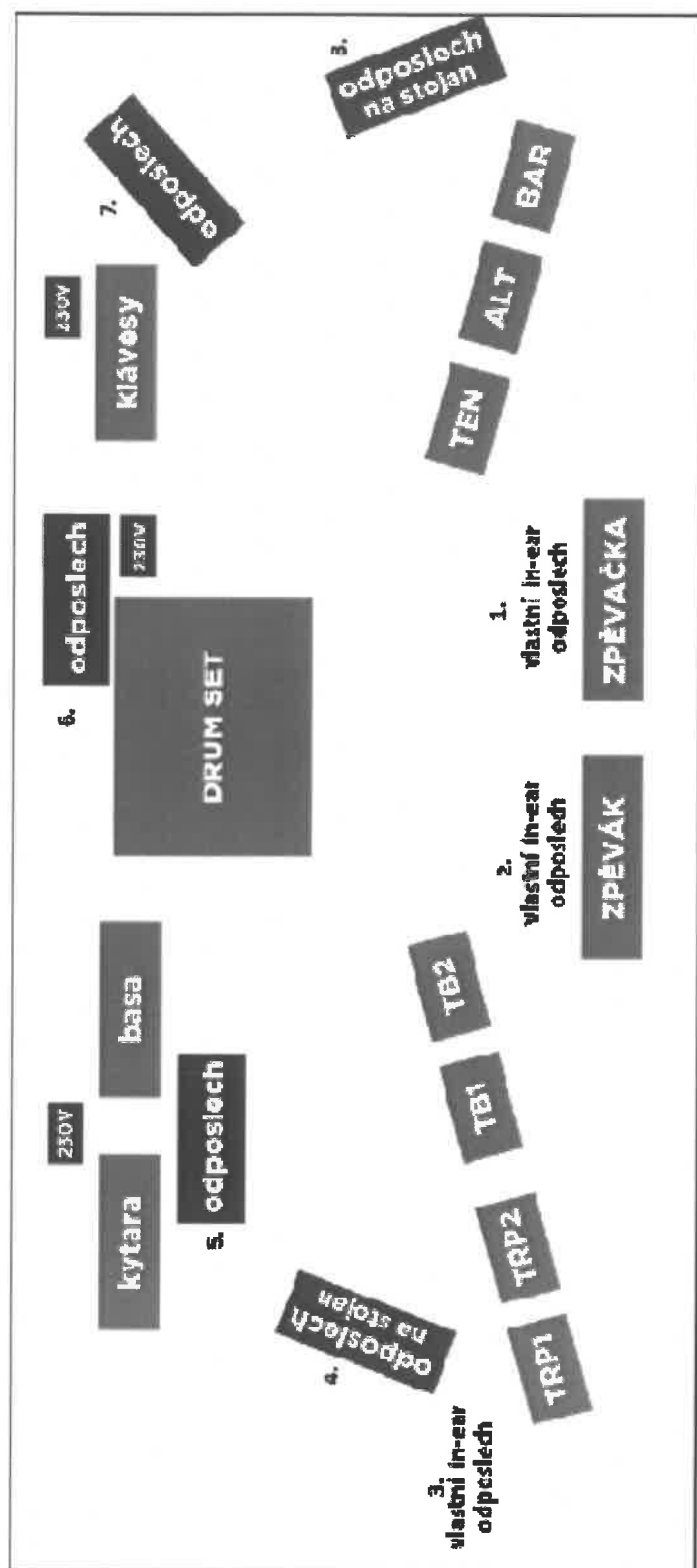 230V
6.
odposlech
230V
kytara
basa
230V
klávesy
7.
odposlech
5.
odposlech
DRUM SET
4.
odposlech
na stojan
8.
odposlech
na stojan
3.
vlastní in-ear
odposlech
TRP1
TRP2
TB1
TB2
TEN
ALT
BAR
2.
vlastní in-ear
odposlech
1.
vlastní in-ear
odposlech
ZPĚVÁK
ZPĚVAČKA